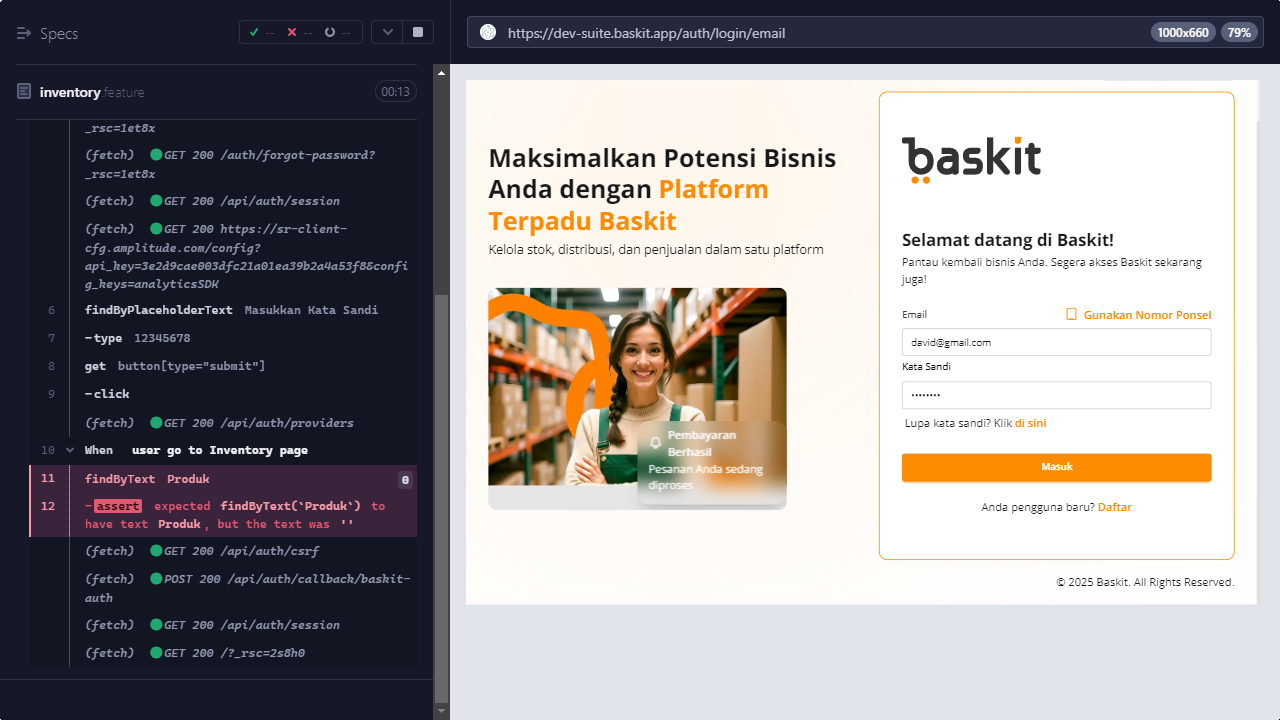 Specs
--
--
--
inventory.feature
00:13
_rsc=1et8x
(fetch) GET 200 /auth/forgot-password?
_rsc=1et8x
(fetch) GET 200 /api/auth/session
(fetch) GET 200 https://sr-client-
cfg.amplitude.com/config?
api_key=3e2d9cae003dfc21a01ea39b2a4a53f8&confi
g_keys=analyticsSDK
6 findByPlaceholderText Masukkan Kata Sandi
7 -type 12345678
8 get button[type="submit"]
9 -click
(fetch) GET 200 /api/auth/providers
10 When user go to Inventory page
11 findByText Produk 0
12 -assert expected findByText(`Produk`) to
have text Produk, but the text was ''
(fetch) GET 200 /api/auth/csrf
(fetch) POST 200 /api/auth/callback/baskit-
auth
(fetch) GET 200 /api/auth/session
(fetch) GET 200 /?_rsc=2s8h0
https://dev-suite.baskit.app/auth/login/email
1000x660
79%
Maksimalkan Potensi Bisnis
Anda dengan Platform
Terpadu Baskit
Kelola stok, distribusi, dan penjualan dalam satu platform
Pembayaran
Berhasil
Pesanan Anda sedang
diproses
baskit
Selamat datang di Baskit!
Pantau kembali bisnis Anda. Segera akses Baskit sekarang
juga!
Email
Gunakan Nomor Ponsel
david@gmail.com
Kata Sandi
••••••••
Lupa kata sandi? Klik di sini
Masuk
Anda pengguna baru? Daftar
© 2025 Baskit. All Rights Reserved.